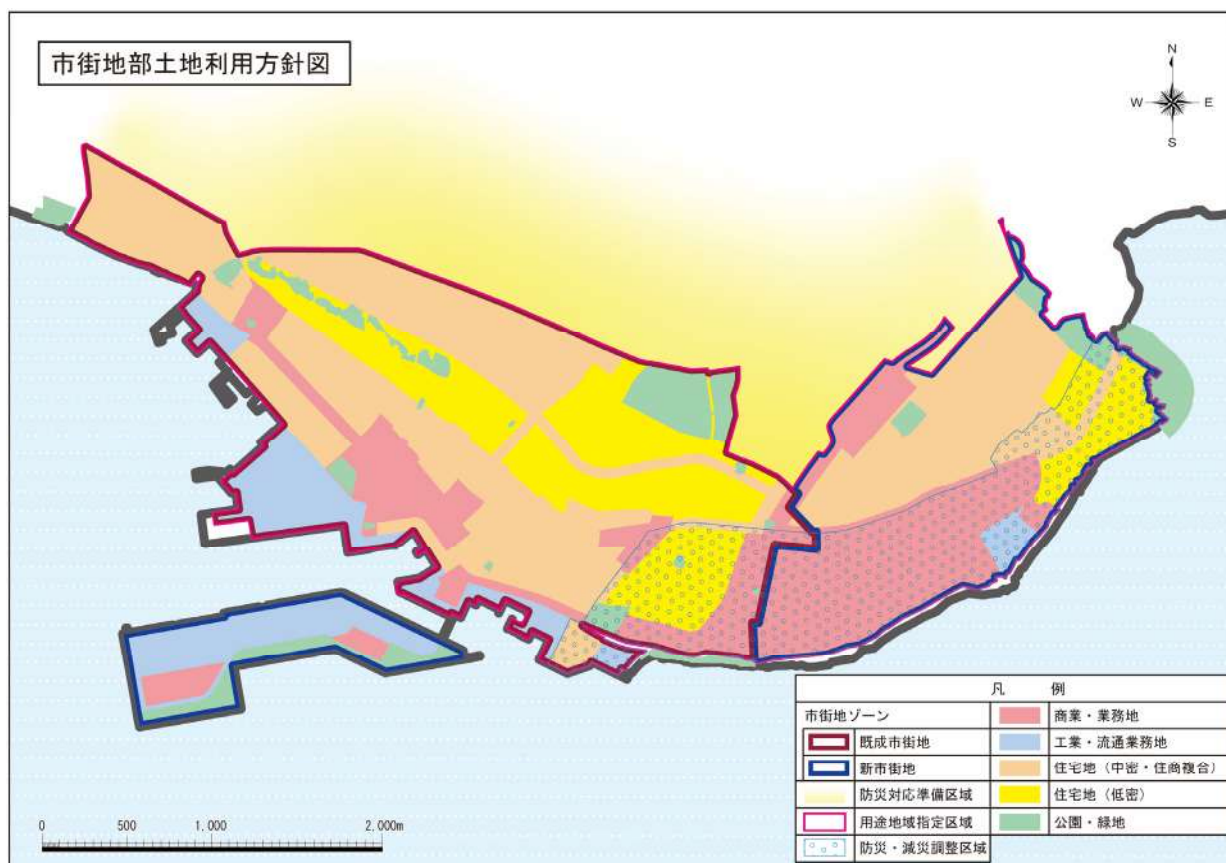 市街地部土地利用方針図
N
W E
S
凡 例
市街地ゾーン
既成市街地
新市街地
防災対応準備区域
用途地域指定区域
防災・減災調整区域
商業・業務地
工業・流通業務地
住宅地（中密・住商複合）
住宅地（低密）
公園・緑地
0 500 1,000 2,000m